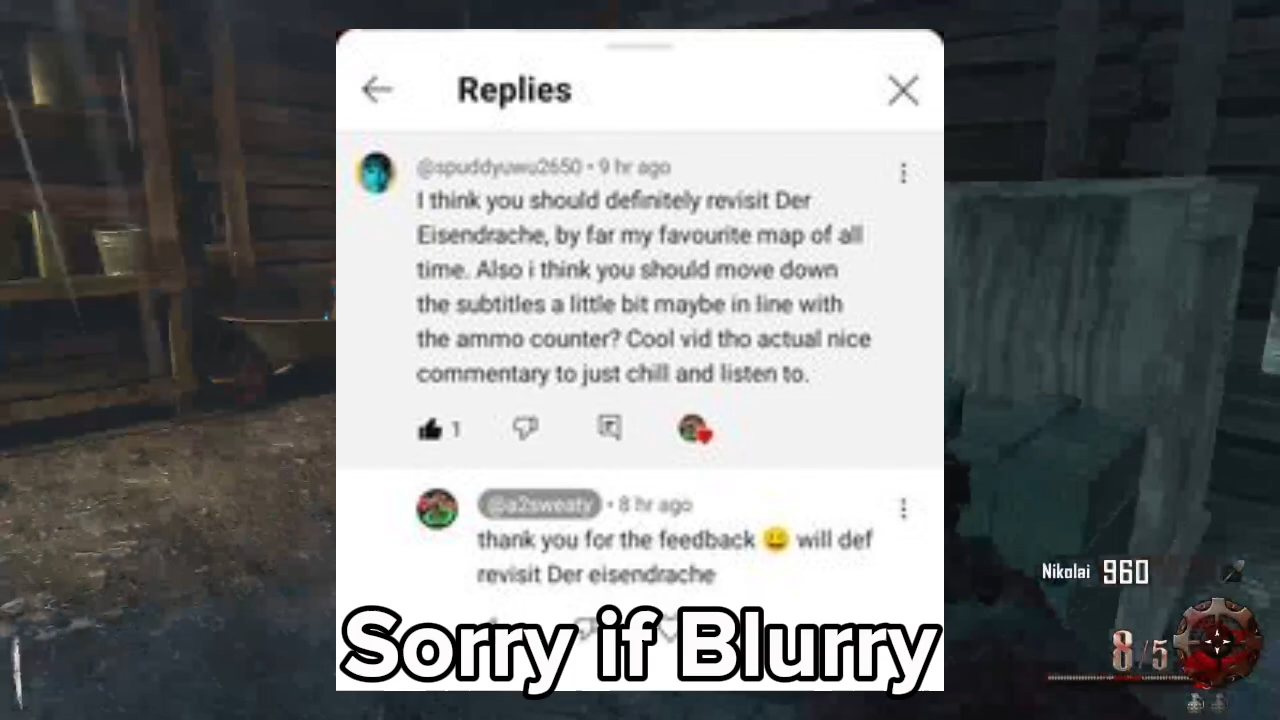 Replies
@spuddyuwu2650 • 9 hr ago
I think you should definitely revisit Der
Eisendrache, by far my favourite map of all
time. Also i think you should move down
the subtitles a little bit maybe in line with
the ammo counter? Cool vid tho actual nice
commentary to just chill and listen to.
1
@a2sweaty • 8 hr ago
thank you for the feedback 😀 will def
revisit Der eisendrache
Sorry if Blurry
Nikolai 960
8/5